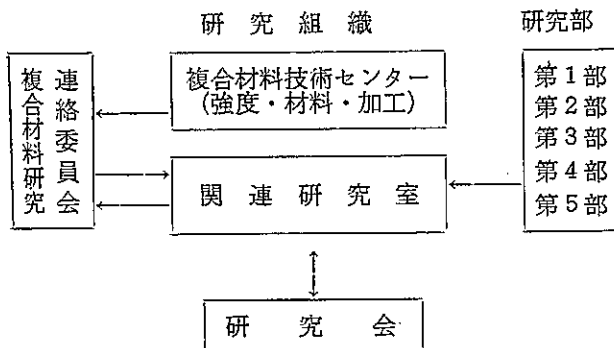 研究組織
研究部
複合材料研究
連絡委員会
複合材料技術センター
(強度・材料・加工)
関連研究室
研究会
第1部
第2部
第3部
第4部
第5部